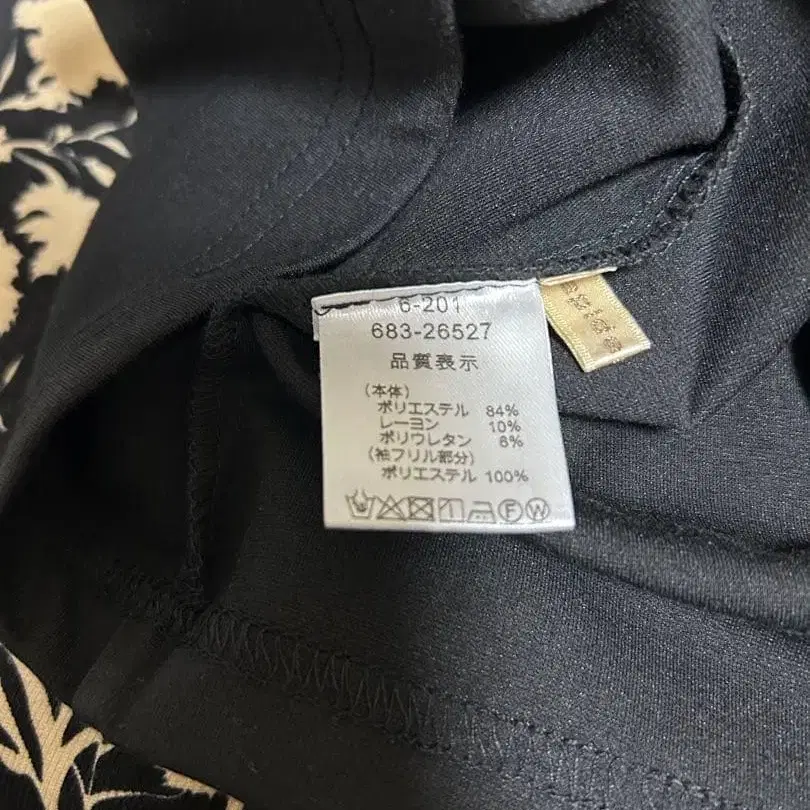 6-201
683-26527
品質表示
(本体)
ポリエステル 84%
レーヨン 10%
ポリウレタン 6%
(袖フリル部分)
ポリエステル 100%
F W